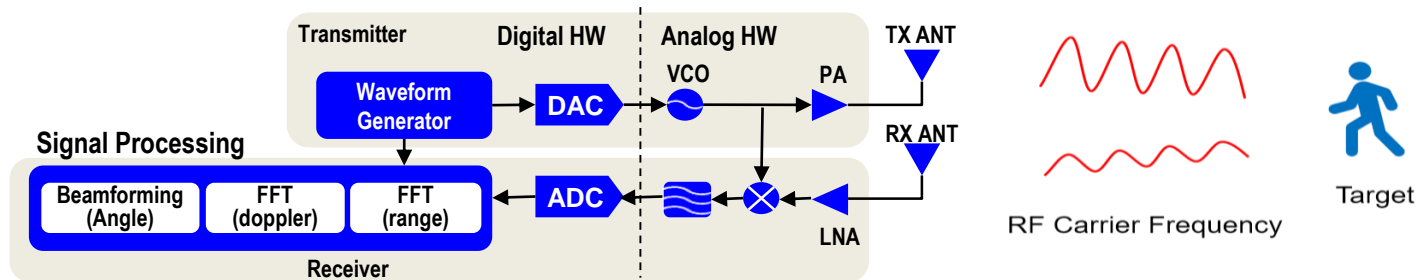 Transmitter
Digital HW
Analog HW
TX ANT
VCO
PA
Waveform
Generator
DAC
RX ANT
Signal Processing
Beamforming
(Angle)
FFT
(doppler)
FFT
(range)
ADC
LNA
Receiver
RF Carrier Frequency
Target